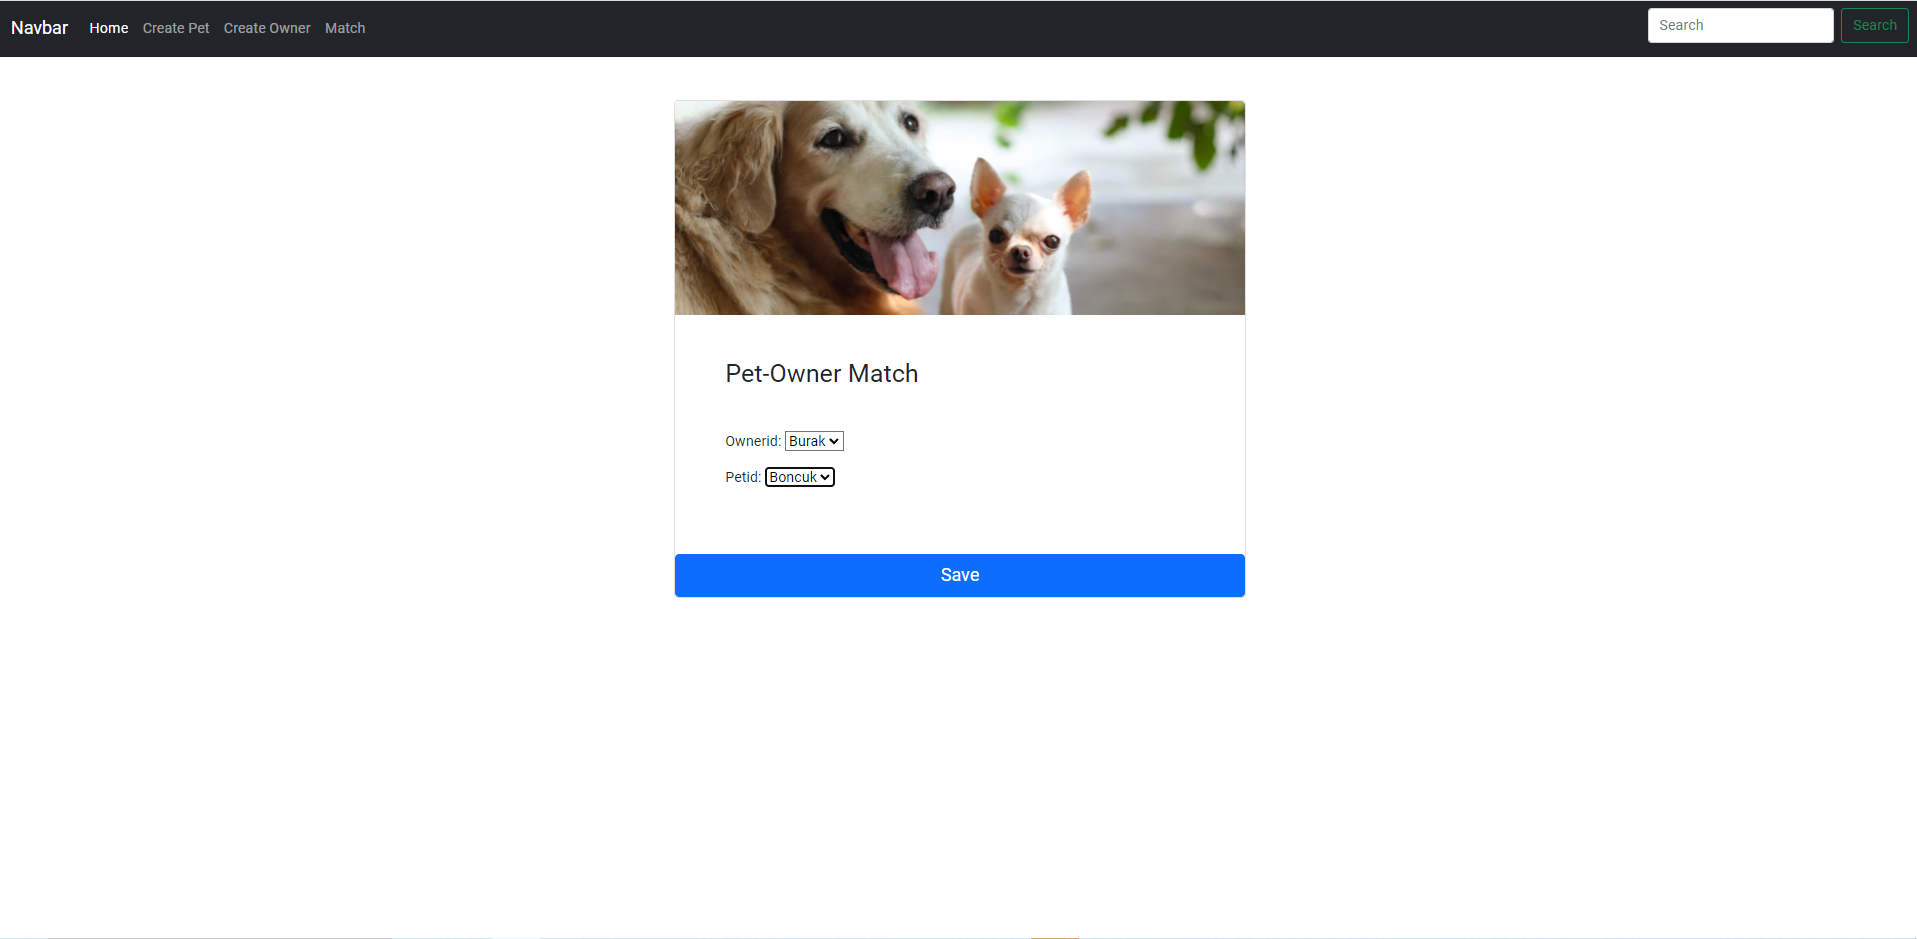 Navbar Home Create Pet Create Owner Match Search Search
Pet-Owner Match
Ownerid: Burak
Petid: Boncuk
Save